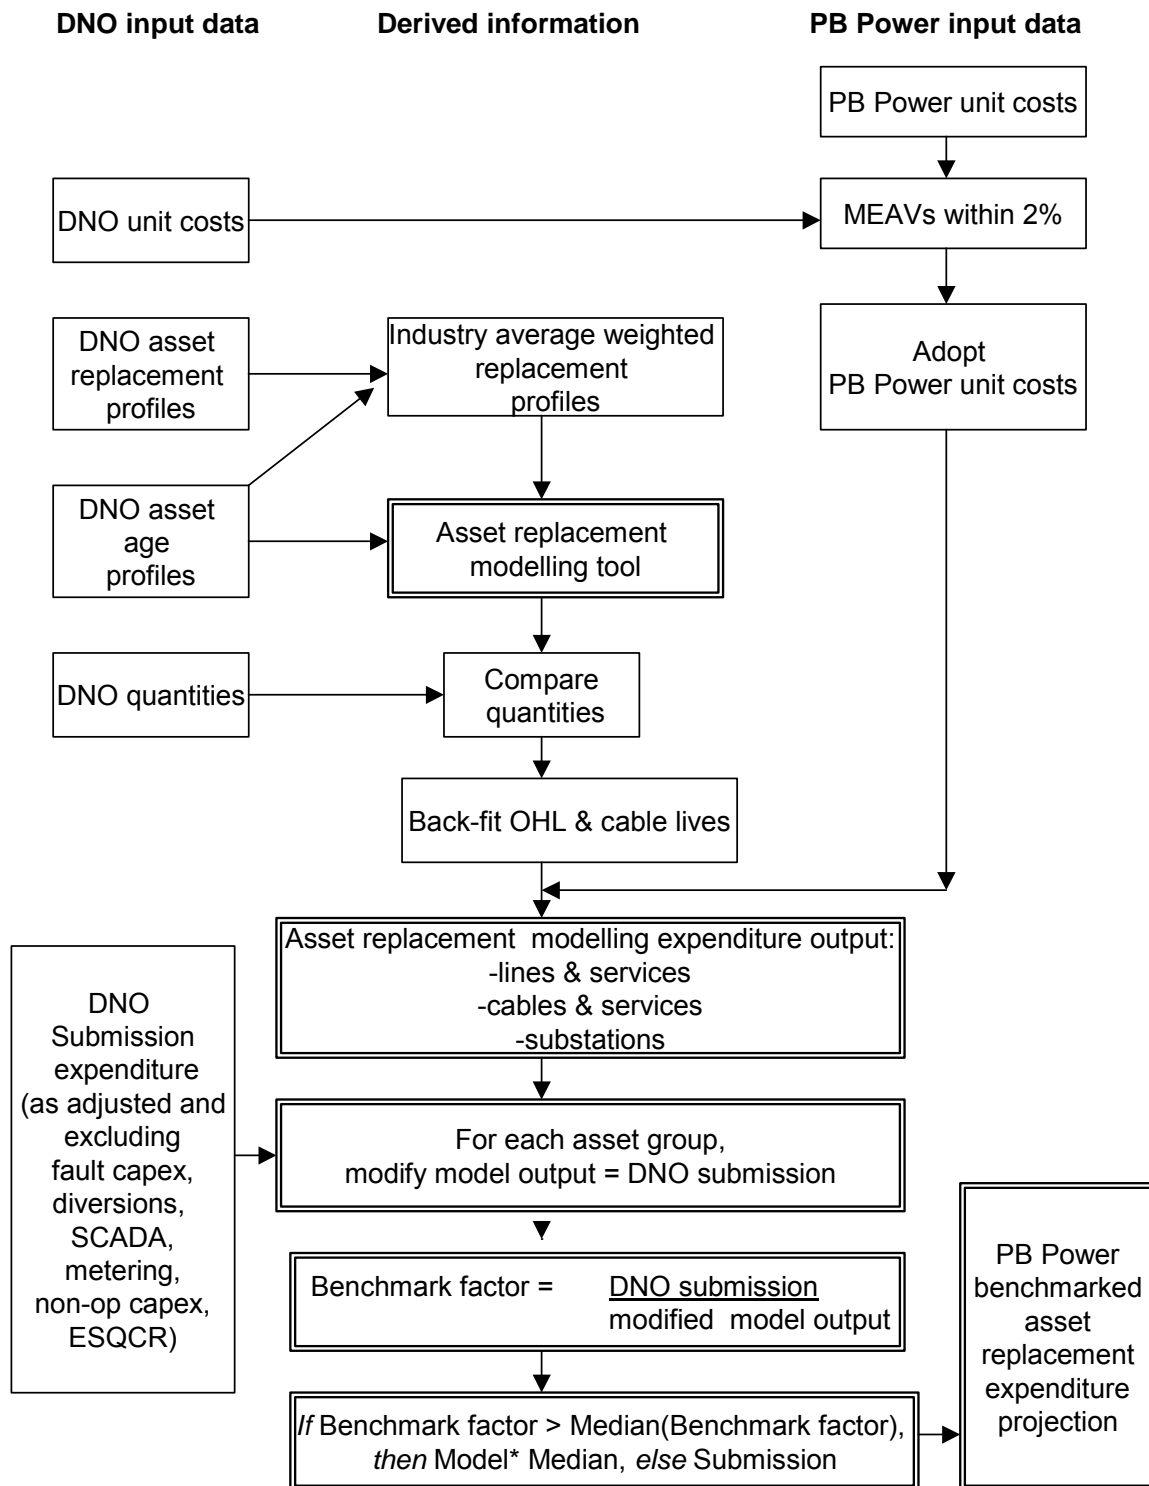 DNO input data
Derived information
PB Power input data
PB Power unit costs
DNO unit costs
MEAVs within 2%
DNO asset
replacement
profiles
Industry average weighted
replacement
profiles
Adopt
PB Power unit costs
DNO asset
age
profiles
Asset replacement
modelling tool
DNO quantities
Compare
quantities
Back-fit OHL & cable lives
Asset replacement modelling expenditure output:
-lines & services
-cables & services
-substations
DNO
Submission
expenditure
(as adjusted and
excluding
fault capex,
diversions,
SCADA,
metering,
non-op capex,
ESQCR)
For each asset group,
modify model output = DNO submission
Benchmark factor = DNO submission
modified model output
If Benchmark factor > Median(Benchmark factor),
then Model* Median, else Submission
PB Power
benchmarked
asset
replacement
expenditure
projection